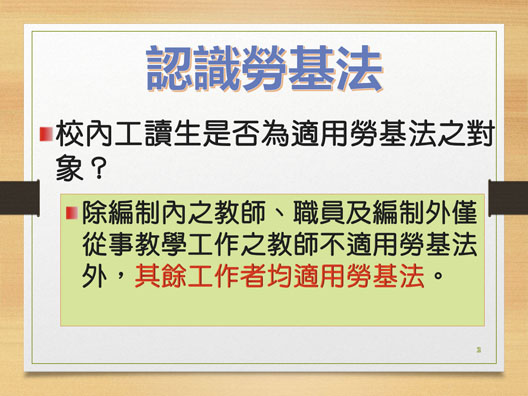 認識勞基法
校內工讀生是否為適用勞基法之對
象？
除編制內之教師、職員及編制外僅
從事教學工作之教師不適用勞基法
外，其餘工作者均適用勞基法。